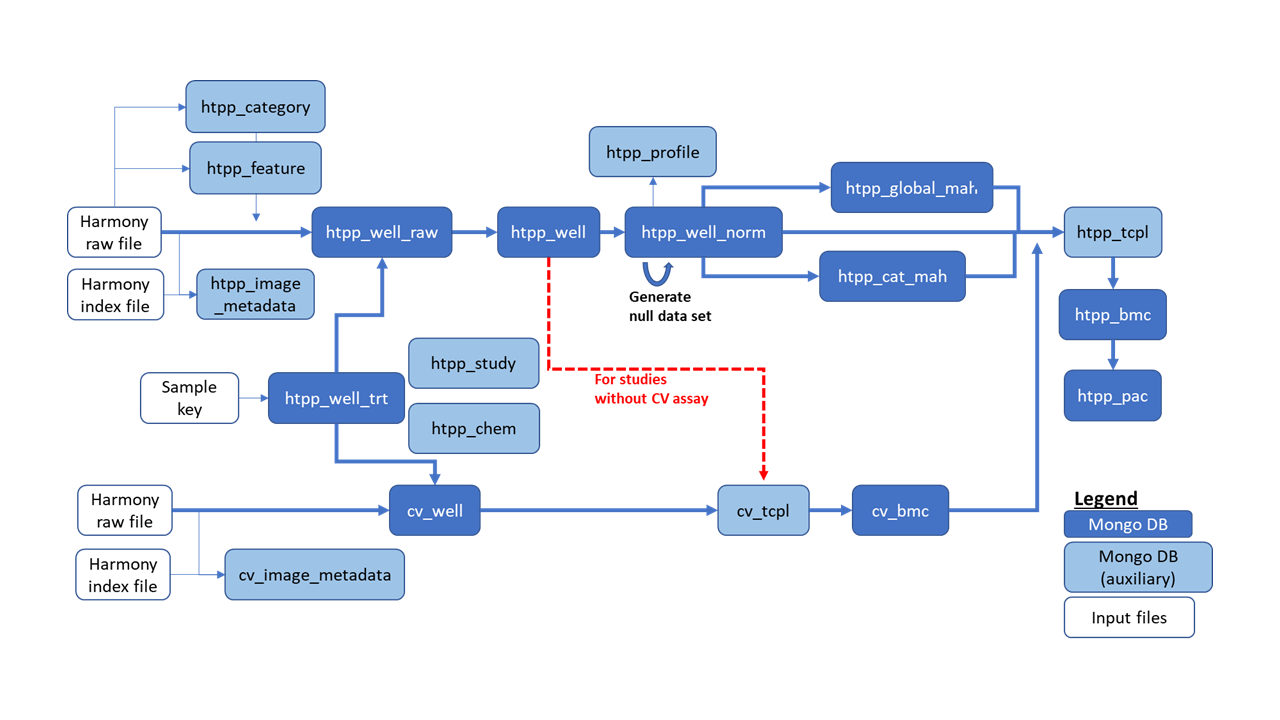 htpp_category
htpp_feature
htpp_profile
htpp_global_mah
Harmony
raw file
htpp_well_raw
htpp_well
htpp_well_norm
htpp_tcpl
Harmony
index file
htpp_image
_metadata
Generate
null data set
htpp_cat_mah
htpp_bmc
htpp_study
Sample
key
htpp_well_trt
For studies
without CV assay
htpp_pac
htpp_chem
Harmony
raw file
cv_well
cv_tcpl
cv_bmc
Harmony
index file
cv_image_metadata
Legend
Mongo DB
Mongo DB
(auxiliary)
Input files